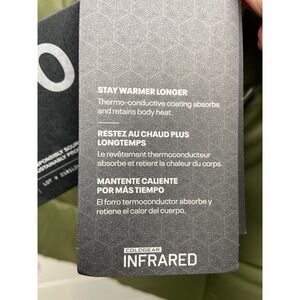 STAY WARMER LONGER
Thermo-conductive coating absorbs
and retains body heat.
RESTEZ AU CHAUD PLUS
LONGTEMPS
Le revêtement thermoconducteur
absorbe et retient la chaleur du corps.
MANTENTE CALIENTE
POR MÁS TIEMPO
El forro termoconductor absorbe y
retiene el calor del cuerpo.
COLDGEAR
INFRARED